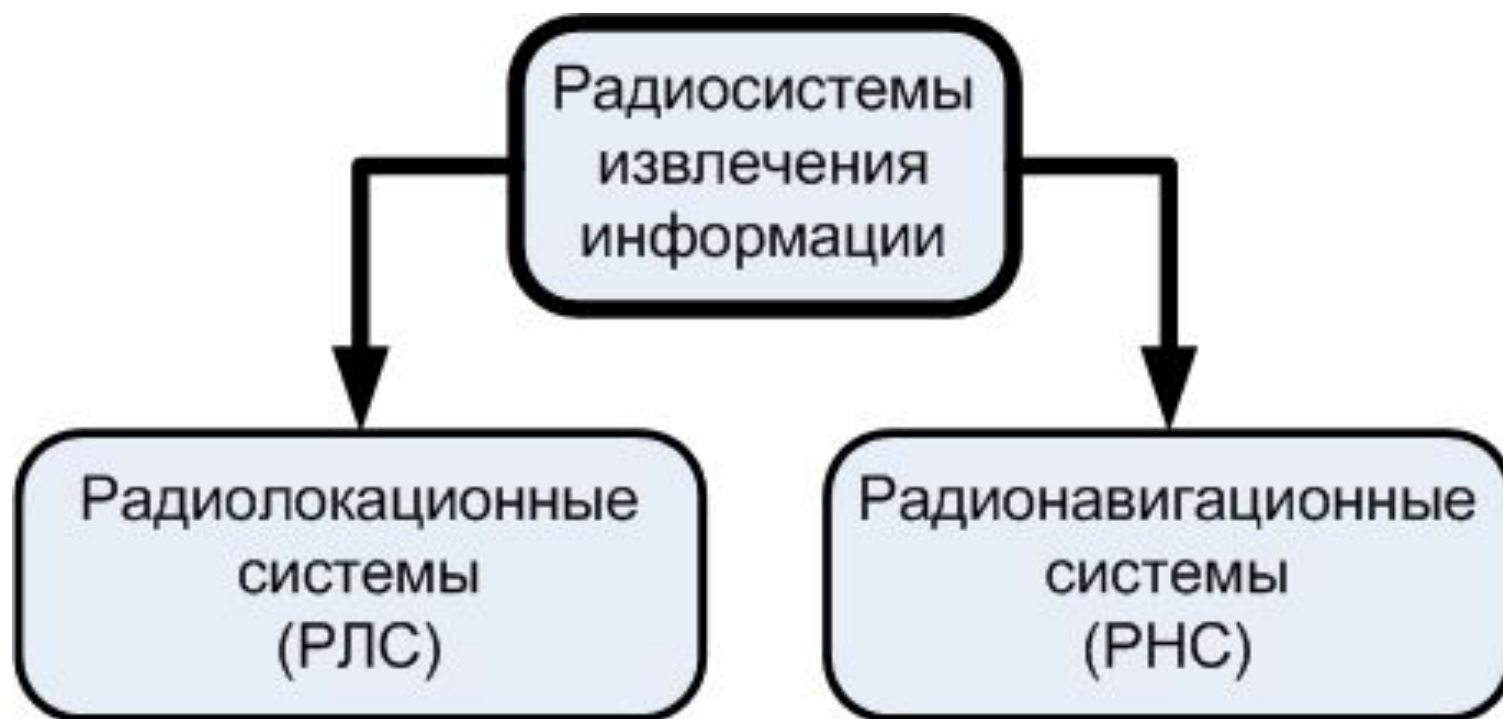 Радиосистемы
извлечения
информации
Радиолокационные
системы
(РЛС)
Радионавигационные
системы
(РНС)